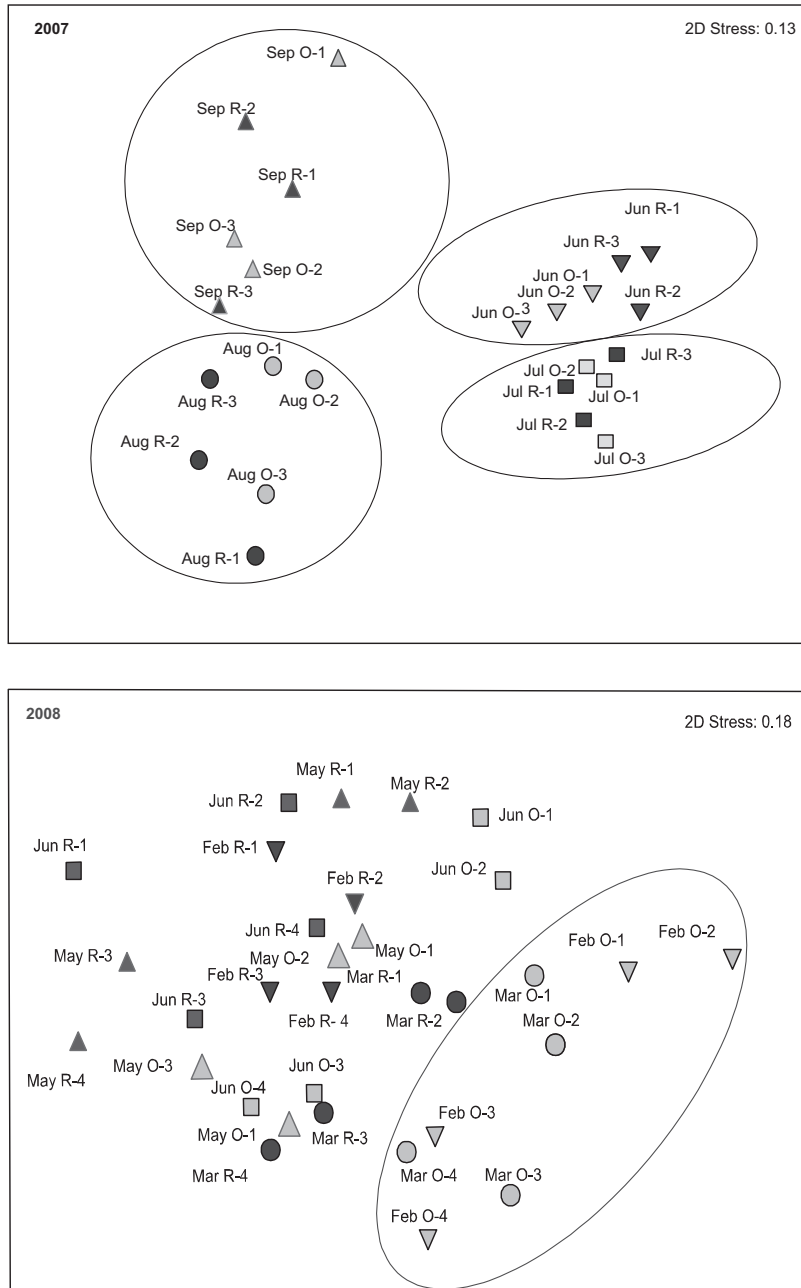 2007
2D Stress: 0.13
Sep O-1
Sep R-2
Sep R-1
Sep O-3
Sep O-2
Sep R-3
Jun R-1
Jun R-3
Jun O-1
Jun O-2
Jun R-2
Jun O-3
Aug O-1
Aug R-3
Aug O-2
Aug R-2
Aug O-3
Aug R-1
Jul R-3
Jul O-2
Jul R-1
Jul O-1
Jul R-2
Jul O-3
2008
2D Stress: 0.18
May R-1
May R-2
Jun R-2
Jun O-1
Jun R-1
Feb R-1
Jun O-2
Feb R-2
Jun R-4
May O-1
May O-2
Feb O-1
Feb O-2
May R-3
Feb R-3
Mar R-1
Mar O-1
Jun R-3
Feb R- 4
Mar R-2
Mar O-2
May R-4
May O-3
Jun O-3
Jun O-4
Feb O-3
May O-1
Mar R-3
Mar R-4
Mar O-4
Mar O-3
Feb O-4